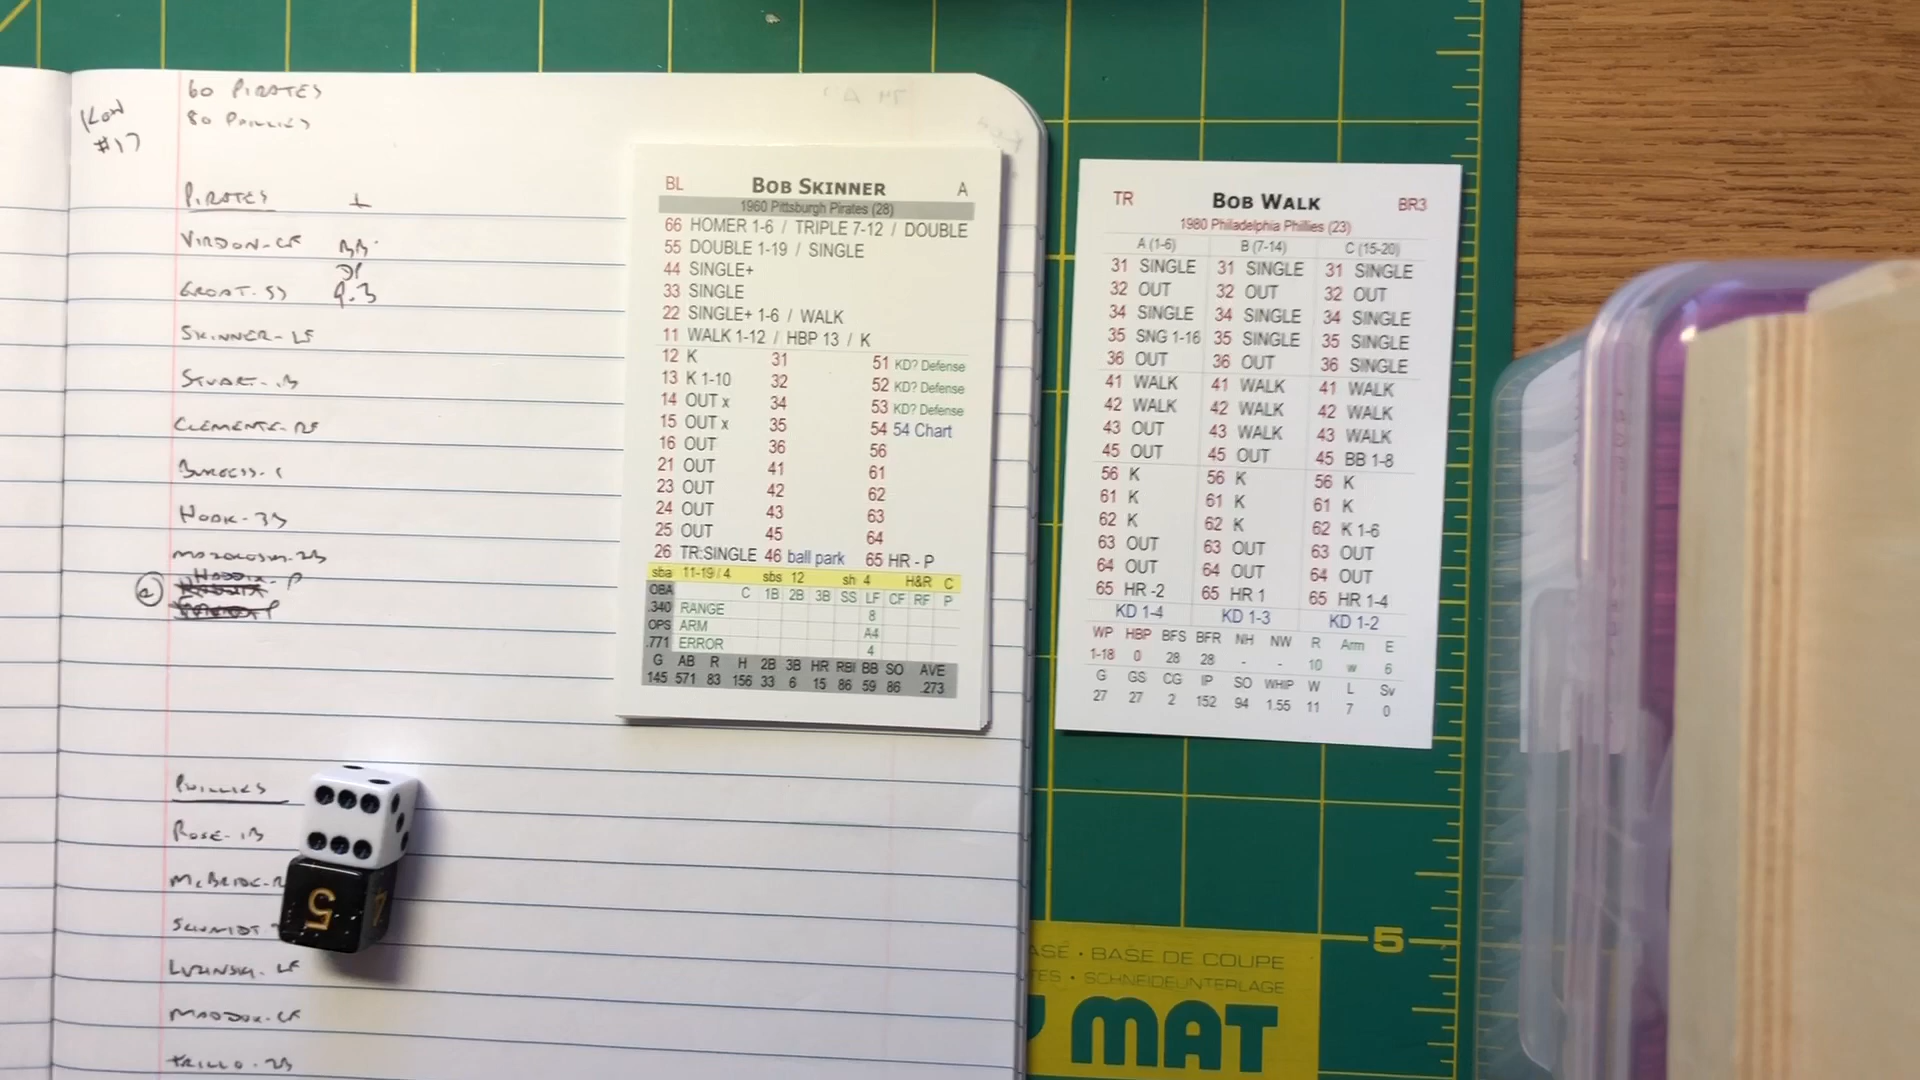 60 PIRATES
80 PHILLIES
#17
PIRATES 1
VIRDON-CF BB
GROAT-SS
SKINNER-LF
STUART-1B
CLEMENTE-RF
BURGESS-C
HOAK-3B
MAZEROSKI-2B
HADDIX-P
PHILLIES
ROSE-1B
MCBRIDE-R
SCHMIDT
LUZINSKI-LF
MADDOX-CF
TRILLO-2B
BL BOB SKINNER A
1960 Pittsburgh Pirates (28)
66 HOMER 1-6 / TRIPLE 7-12 / DOUBLE
55 DOUBLE 1-19 / SINGLE
44 SINGLE+
33 SINGLE
22 SINGLE+ 1-6 / WALK
11 WALK 1-12 / HBP 13 / K
12 K 31 51 KD? Defense
13 K 1-10 32 52 KD? Defense
14 OUT x 34 53 KD? Defense
15 OUT x 35 54 54 Chart
16 OUT 36 56
21 OUT 41 61
23 OUT 42 62
24 OUT 43 63
25 OUT 45 64
26 TR:SINGLE 46 ball park 65 HR - P
sba 11-19/4 sbs 12 sh 4 H&R C
OBA C 1B 2B 3B SS LF CF RF P
.340 RANGE 8
OPS ARM A4
.771 ERROR 4
G AB R H 2B 3B HR RBI BB SO AVE
145 571 83 156 33 6 15 86 59 86 .273
TR BOB WALK BR3
1980 Philadelphia Phillies (23)
A (1-6) B (7-14) C (15-20)
31 SINGLE 31 SINGLE 31 SINGLE
32 OUT 32 OUT 32 OUT
34 SINGLE 34 SINGLE 34 SINGLE
35 SNG 1-16 35 SINGLE 35 SINGLE
36 OUT 36 OUT 36 SINGLE
41 WALK 41 WALK 41 WALK
42 WALK 42 WALK 42 WALK
43 OUT 43 WALK 43 WALK
45 OUT 45 OUT 45 BB 1-8
56 K 56 K 56 K
61 K 61 K 61 K
62 K 62 K 62 K 1-6
63 OUT 63 OUT 63 OUT
64 OUT 64 OUT 64 OUT
65 HR -2 65 HR 1 65 HR 1-4
KD 1-4 KD 1-3 KD 1-2
WP HBP BFS BFR NH NW R Arm E
1-18 0 28 28 - - 10 w 6
G GS CG IP SO WHIP W L Sv
27 27 2 152 94 1.55 11 7 0
5 4
5
BASE DE COUPE
SCHNEIDEUNTERLAGE
MAT